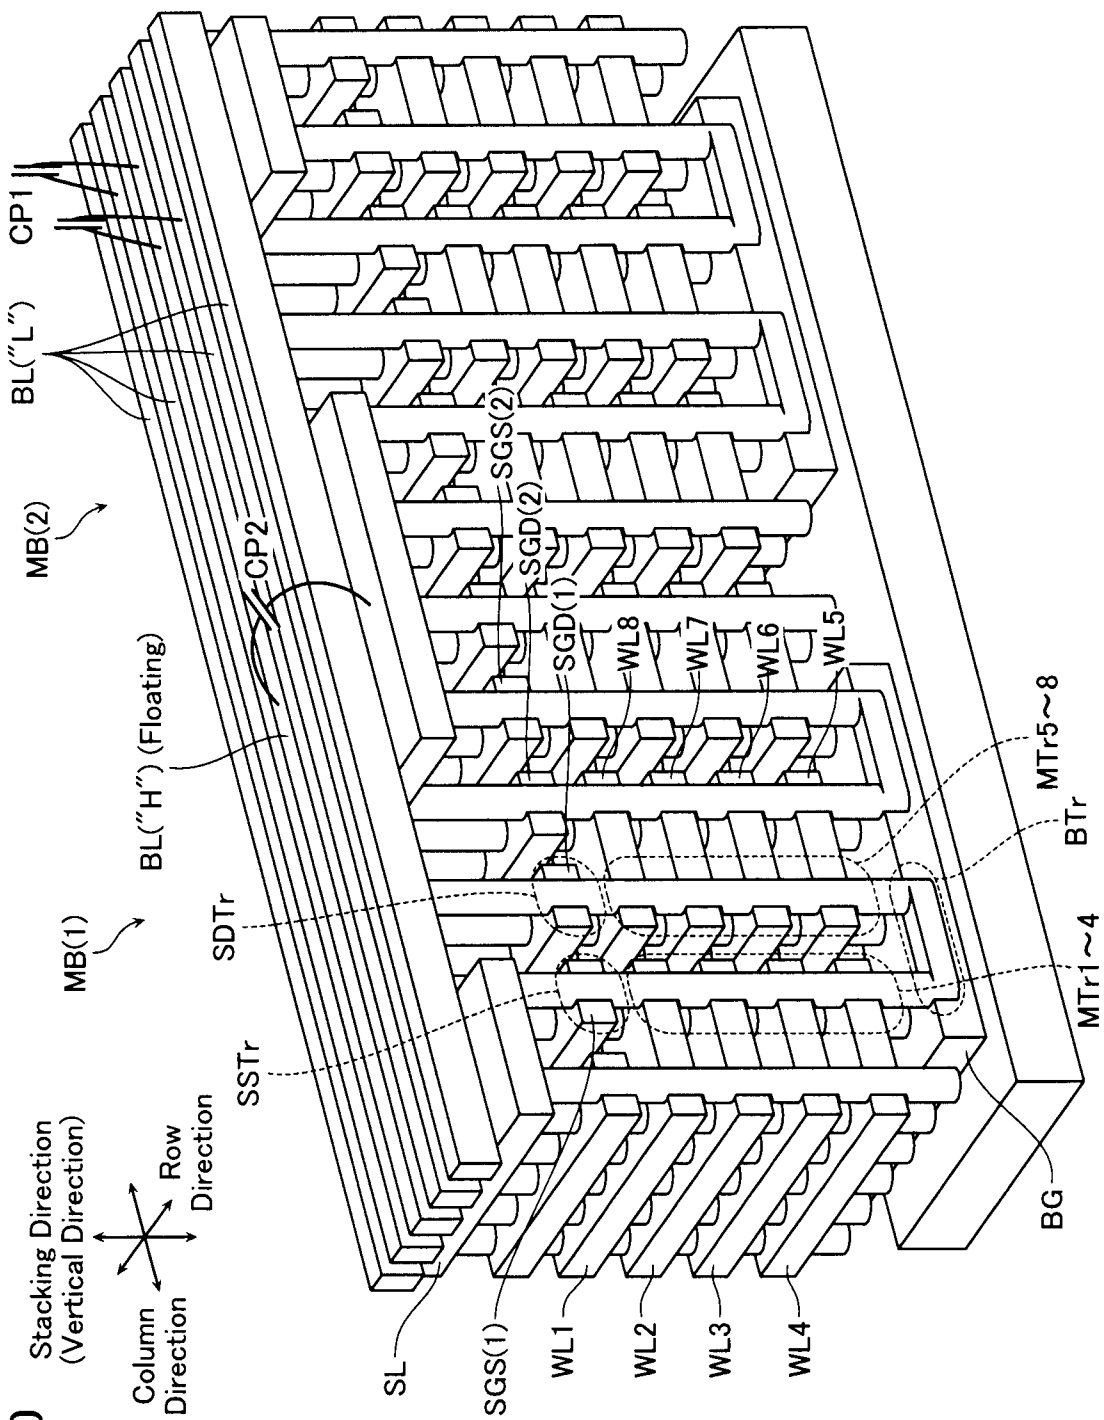 Stacking Direction
(Vertical Direction)
Column
Direction
Row
Direction
MB(1)
MB(2)
BL("H") (Floating)
BL("L")
CP1
CP2
SSTr
SDTr
SL
SGS(1)
WL1
WL2
WL3
WL4
SGS(2)
SGD(2)
SGD(1)
WL8
WL7
WL6
WL5
MTr5～8
BTr
MTr1～4
BG